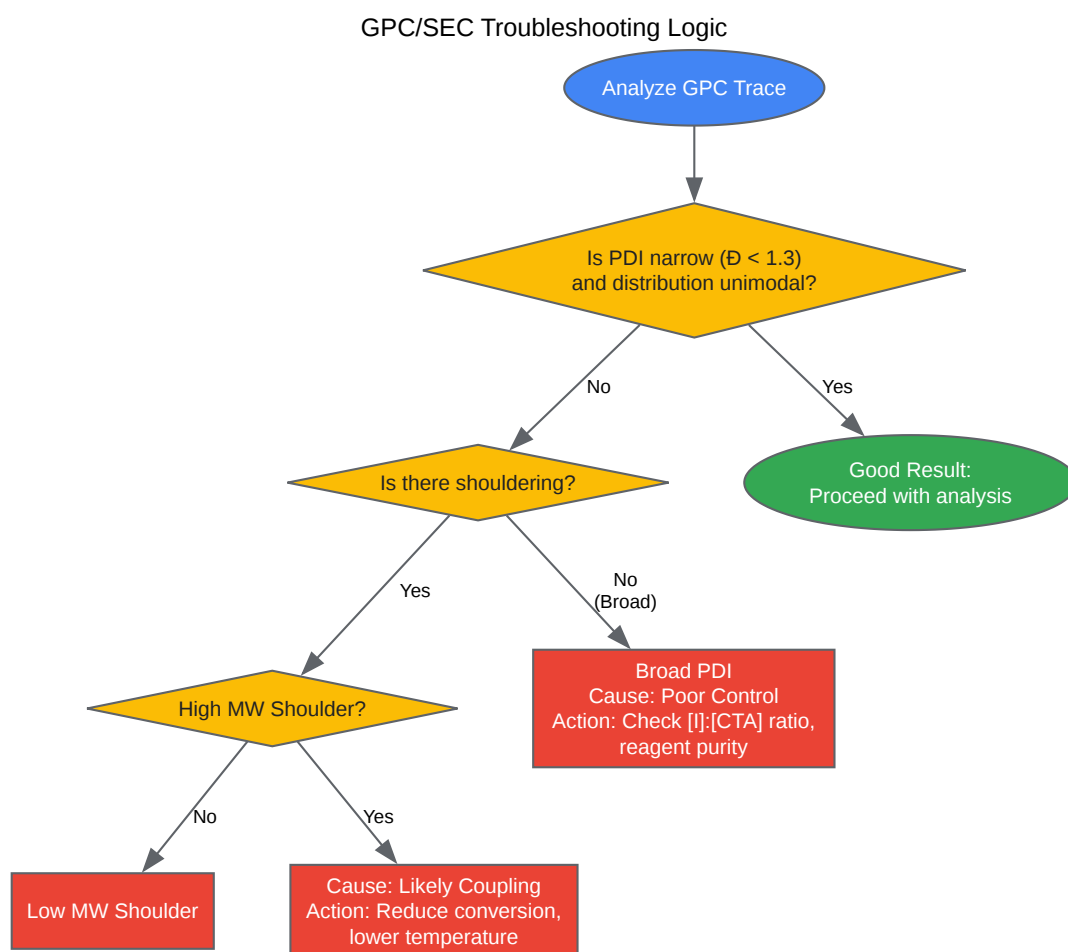 GPC/SEC Troubleshooting Logic
Analyze GPC Trace
Is PDI narrow (Đ < 1.3)
and distribution unimodal?
No
Yes
Is there shouldering?
Good Result:
Proceed with analysis
Yes
No
(Broad)
High MW Shoulder?
Broad PDI
Cause: Poor Control
Action: Check [I]:[CTA] ratio,
reagent purity
No
Yes
Low MW Shoulder
Cause: Likely Coupling
Action: Reduce conversion,
lower temperature